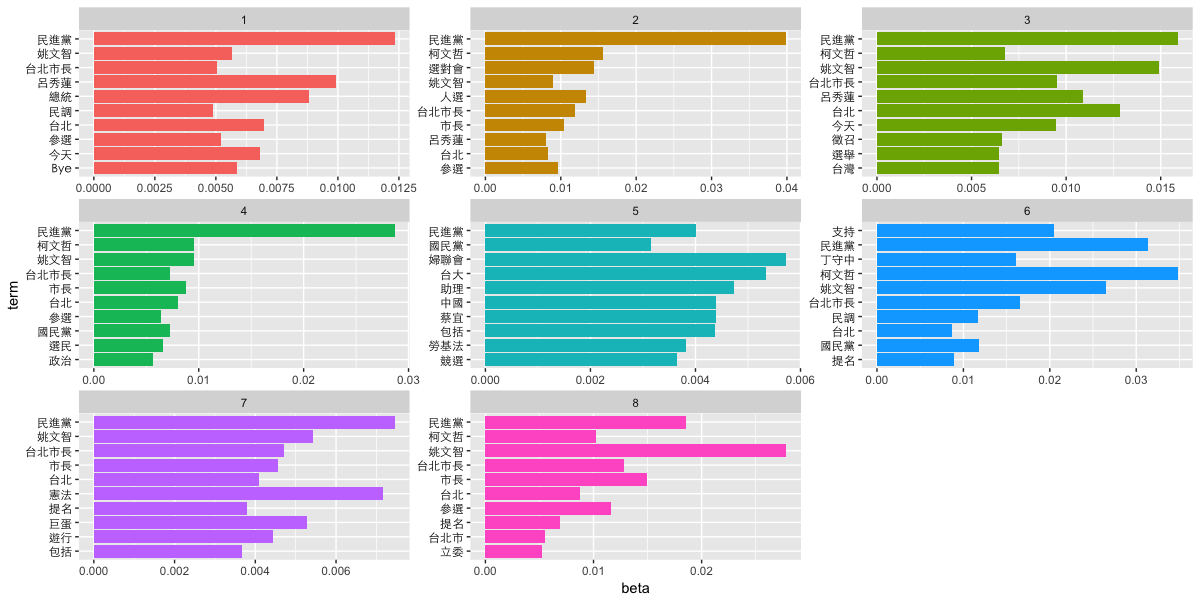 1
民進黨
姚文智
台北市長
呂秀蓮
總統
民調
台北
參選
今天
Bye
0.0000 0.0025 0.0050 0.0075 0.0100 0.0125
2
民進黨
柯文哲
選對會
姚文智
人選
台北市長
市長
呂秀蓮
台北
參選
0.00 0.01 0.02 0.03 0.04
3
民進黨
柯文哲
姚文智
台北市長
呂秀蓮
台北
今天
徵召
選舉
台灣
0.000 0.005 0.010 0.015
4
民進黨
柯文哲
姚文智
台北市長
市長
台北
參選
國民黨
選民
政治
0.00 0.01 0.02 0.03
5
民進黨
國民黨
婦聯會
台大
助理
中國
蔡宜
包括
勞基法
競選
0.000 0.002 0.004 0.006
6
支持
民進黨
丁守中
柯文哲
姚文智
台北市長
民調
台北
國民黨
提名
0.00 0.01 0.02 0.03
7
民進黨
姚文智
台北市長
市長
台北
憲法
提名
巨蛋
遊行
包括
0.000 0.002 0.004 0.006
8
民進黨
柯文哲
姚文智
台北市長
市長
台北
參選
提名
台北市
立委
0.00 0.01 0.02
term
beta